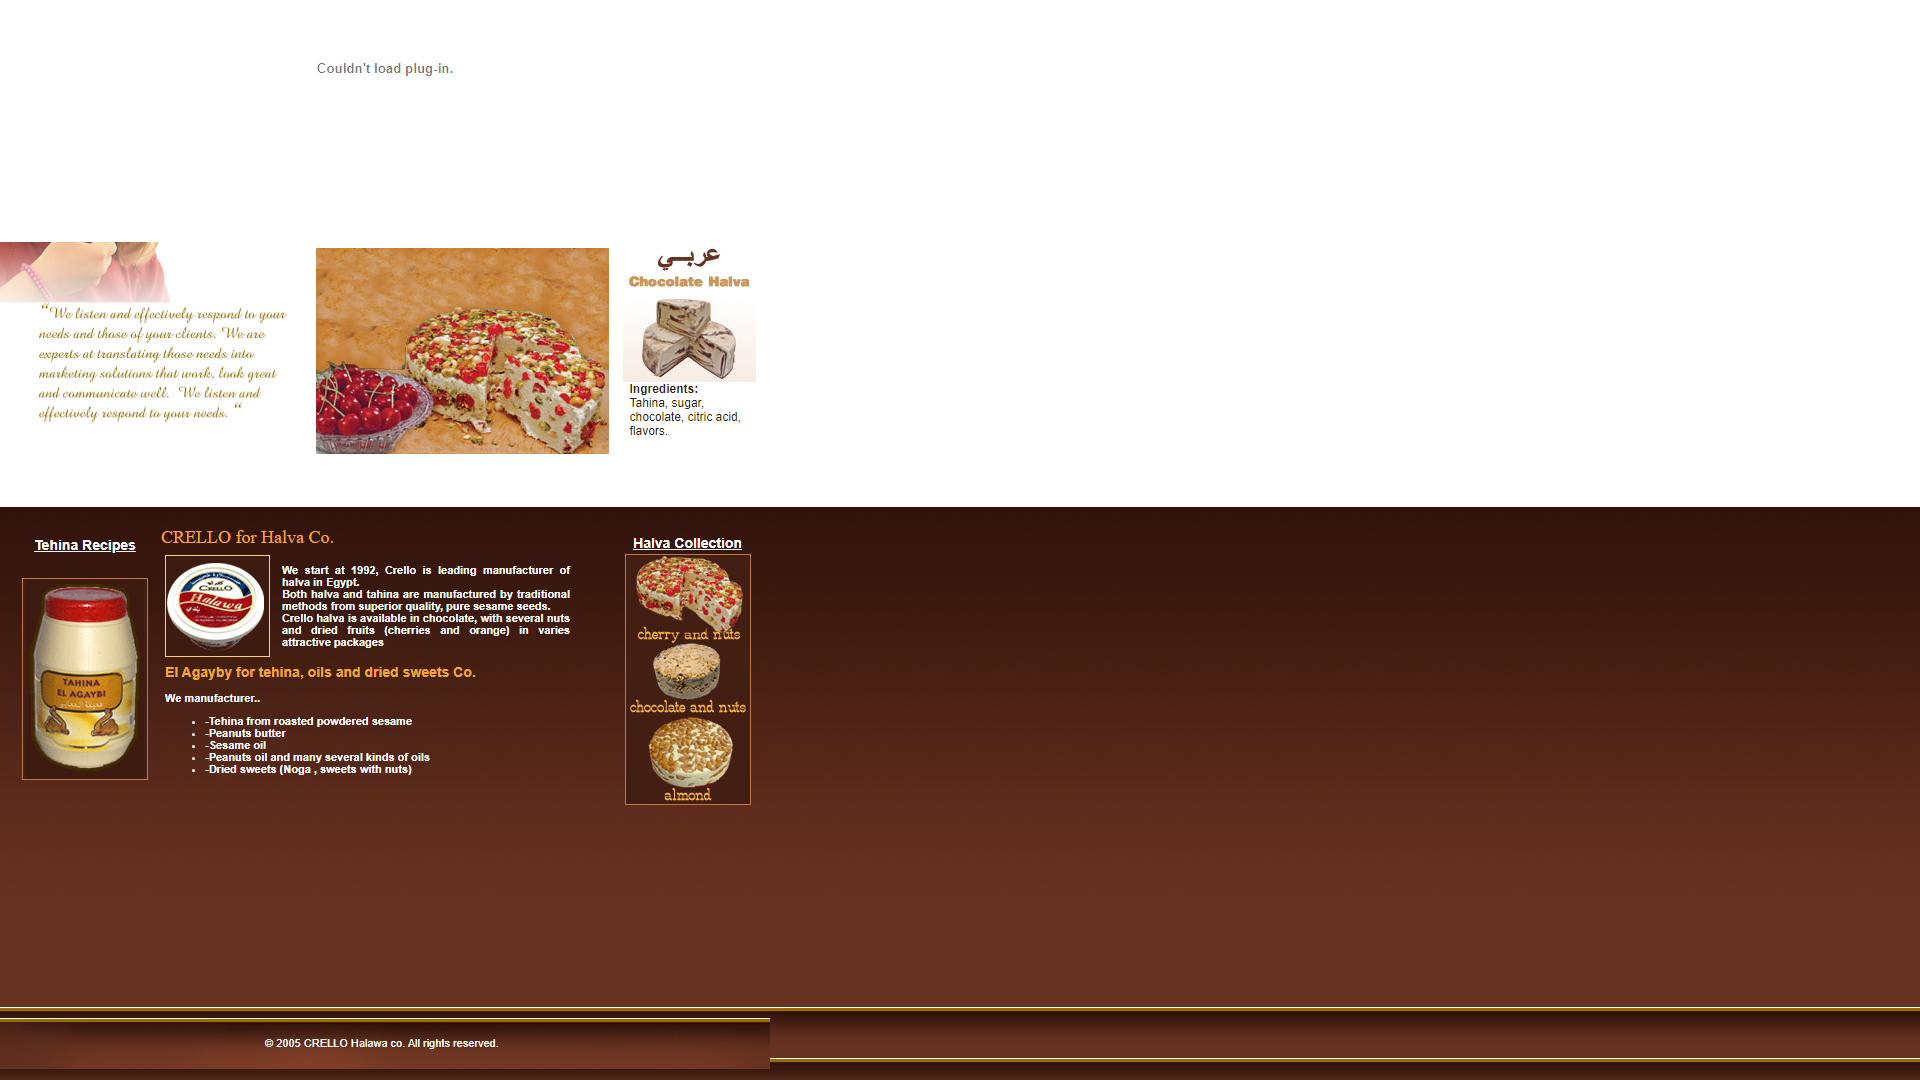 Couldn't load plug-in.
“We listen and effectively respond to your
needs and those of your clients. We are
experts at translating those needs into
marketing solutions that work, look great
and communicate well. We listen and
effectively respond to your needs. “
عربي
Chocolate Halva
Ingredients:
Tahina, sugar,
chocolate, citric acid,
flavors.
Tehina Recipes
TAHINA
EL AGAYBI
CRELLO for Halva Co.
CRELLO
Halawa
We start at 1992, Crello is leading manufacturer of
halva in Egypt.
Both halva and tahina are manufactured by traditional
methods from superior quality, pure sesame seeds.
Crello halva is available in chocolate, with several nuts
and dried fruits (cherries and orange) in varies
attractive packages
El Agayby for tehina, oils and dried sweets Co.
We manufacturer..
-Tehina from roasted powdered sesame
-Peanuts butter
-Sesame oil
-Peanuts oil and many several kinds of oils
-Dried sweets (Noga , sweets with nuts)
Halva Collection
cherry and nuts
chocolate and nuts
almond
© 2005 CRELLO Halawa co. All rights reserved.